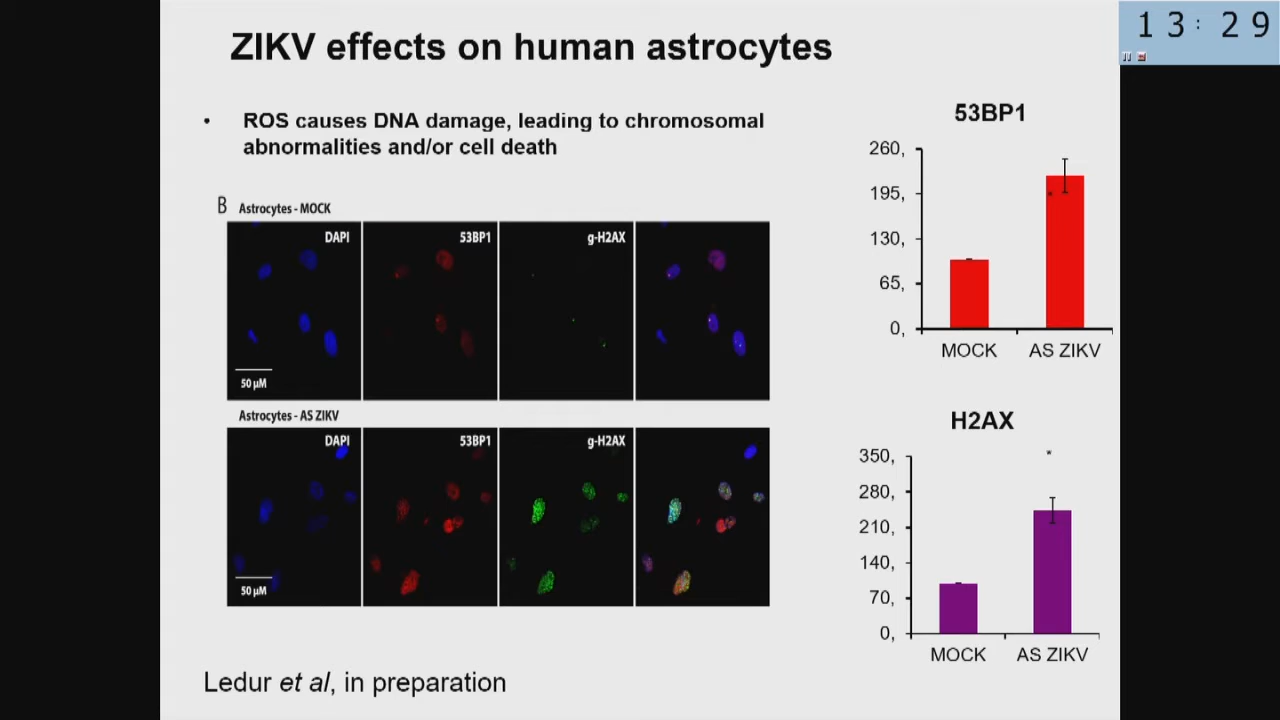 ZIKV effects on human astrocytes
13:29
• ROS causes DNA damage, leading to chromosomal
abnormalities and/or cell death
B Astrocytes - MOCK
DAPI
53BP1
g-H2AX
50 µM
Astrocytes - AS ZIKV
DAPI
53BP1
g-H2AX
50 µM
53BP1
260,
195,
130,
65,
0,
*
MOCK AS ZIKV
H2AX
350,
280,
210,
140,
70,
0,
*
MOCK AS ZIKV
Ledur et al, in preparation